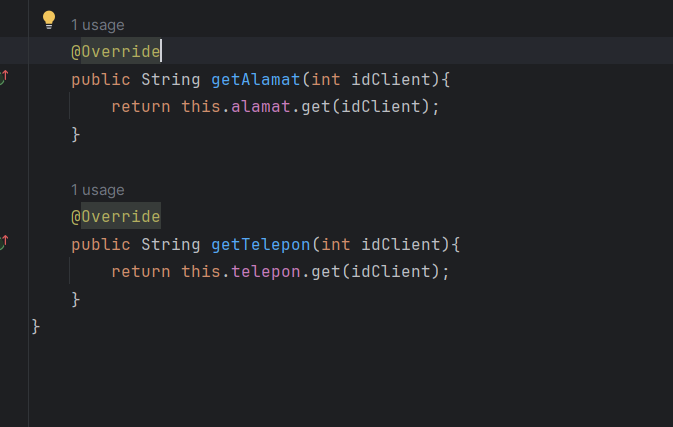 1 usage
@Override
public String getAlamat(int idClient){
return this.alamat.get(idClient);
}
1 usage
@Override
public String getTelepon(int idClient){
return this.telepon.get(idClient);
}
}